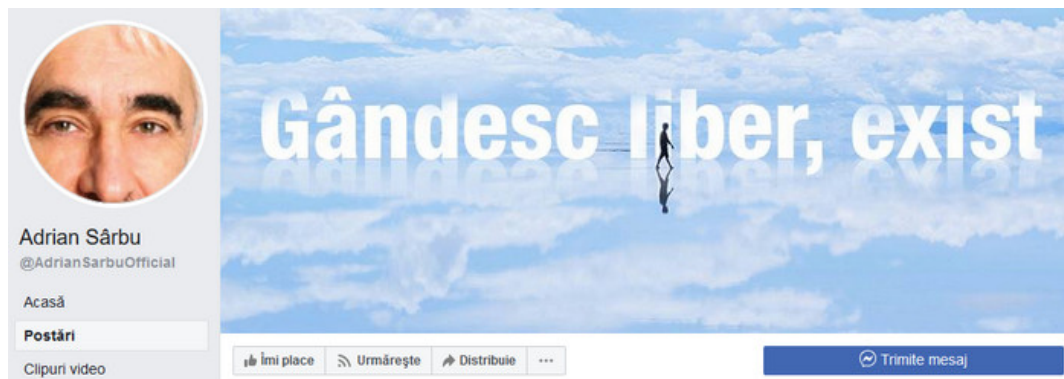 Gândesc liber, exist
Adrian Sârbu
@AdrianSarbuOfficial
Acasă
Postări
Clipuri video
Îmi place
Urmărește
Distribuie
Trimite mesaj